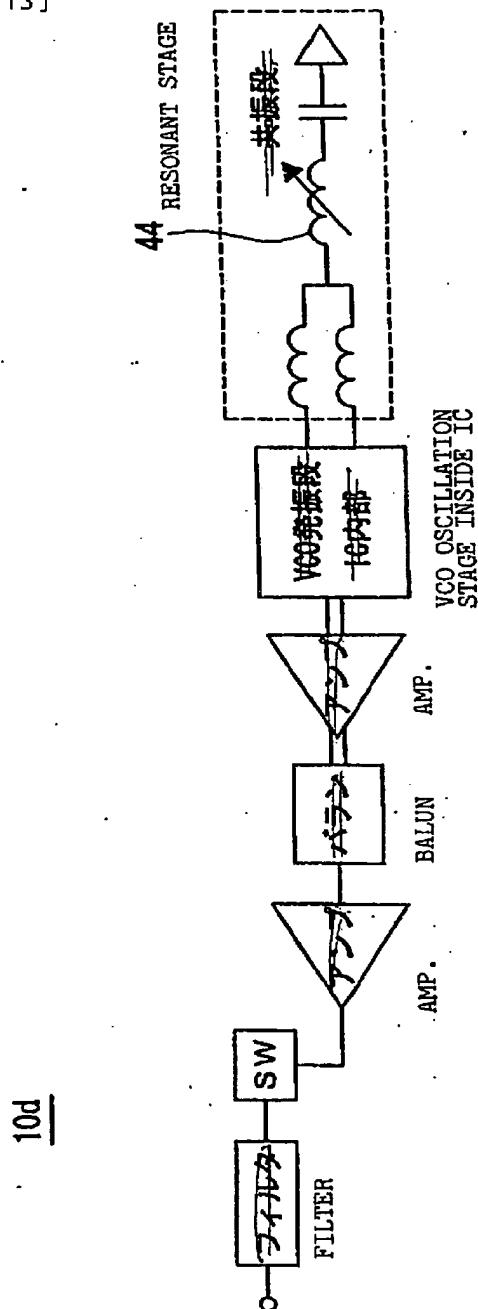 13]
10d
フィルタ
FILTER
SW
アンプ
AMP.
バラン
BALUN
アンプ
AMP.
VCO発振段
IC内部
VCO OSCILLATION
STAGE INSIDE IC
44
RESONANT STAGE
共振段